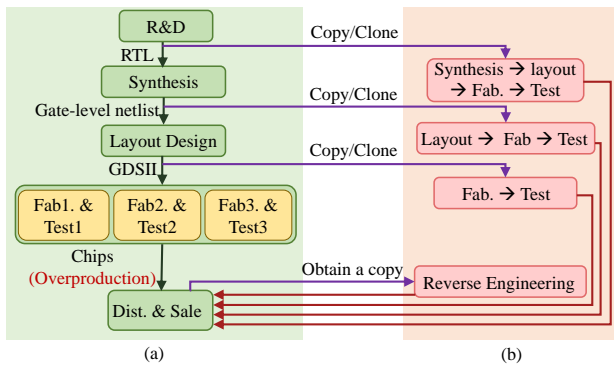 R&D
Copy/Clone
RTL
Synthesis → layout
→ Fab. → Test
Synthesis
Gate-level netlist
Copy/Clone
Layout Design
Layout → Fab → Test
GDSII
Copy/Clone
Fab. → Test
Fab1. &
Test1
Fab2. &
Test2
Fab3. &
Test3
Chips
(Overproduction)
Obtain a copy
Reverse Engineering
Dist. & Sale
(a)
(b)